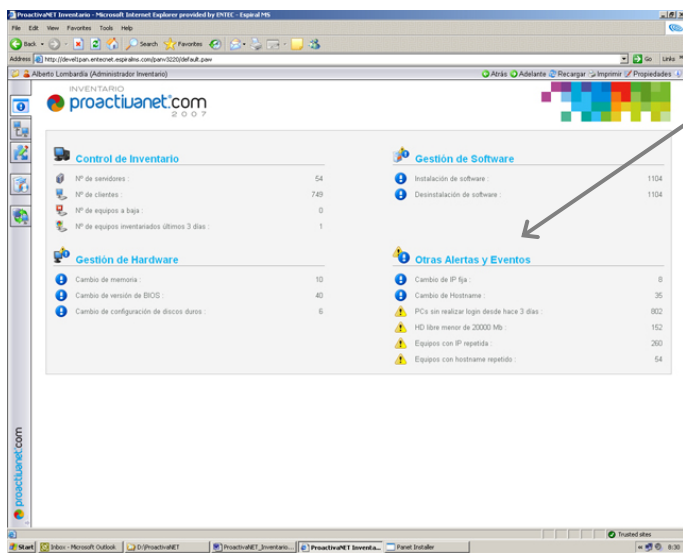 ProactivaNET Inventario - Microsoft Internet Explorer provided by ENTEC - Espiral MS
File Edit View Favorites Tools Help
Back Search Favorites
Address http://develipan.entecnet.espiralms.com/panv3220/default.paw Go Links
Alberto Lombardía (Administrador Inventario) Atrás Adelante Recargar Imprimir Propiedades
INVENTARIO
proactivanet.com
2007
Control de Inventario
Nº de servidores : 54
Nº de clientes : 749
Nº de equipos a baja : 0
Nº de equipos inventariados últimos 3 días : 1
Gestión de Software
Instalación de software : 1104
Desinstalación de software : 1104
Gestión de Hardware
Cambio de memoria : 10
Cambio de versión de BIOS : 40
Cambio de configuración de discos duros : 6
Otras Alertas y Eventos
Cambio de IP fija : 8
Cambio de Hostname : 35
PCs sin realizar login desde hace 3 días : 802
HD libre menor de 20000 Mb : 152
Equipos con IP repetida : 260
Equipos con hostname repetido : 54
proactivanet.com
Trusted sites
Start Inbox - Microsoft Outlook D:\ProactivaNET ProactivaNET_Inventario... ProactivaNET Inventa... Panet Installer 8:30